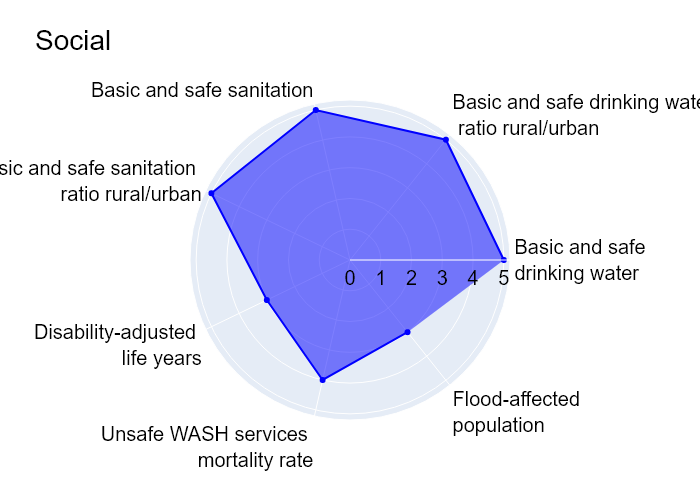 Social
Basic and safe sanitation
Basic and safe drinking
ratio rural/urban
and safe sanitation
ratio rural/urban
Basic and safe
drinking water
0 1 2 3 4 5
Disability-adjusted
life years
Flood-affected
population
Unsafe WASH services
mortality rate